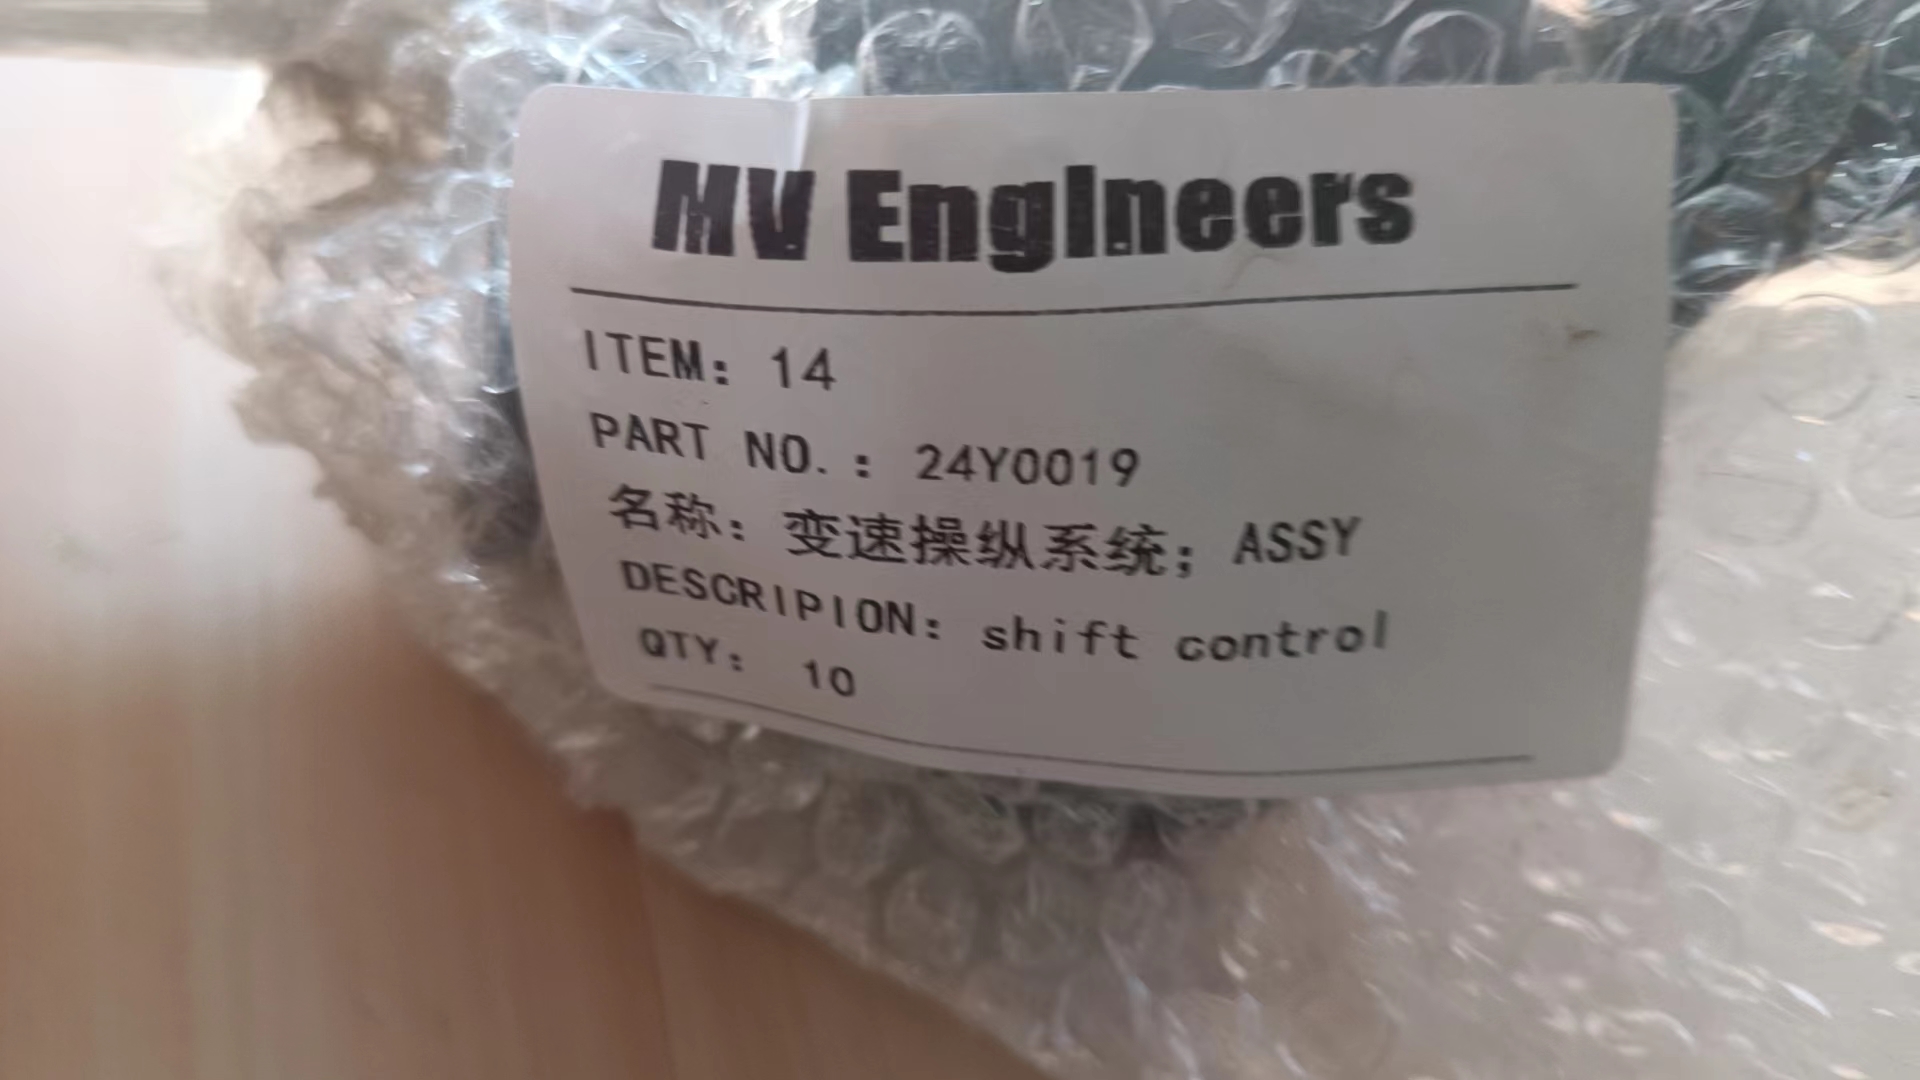 MV EngIneers
ITEM: 14
PART NO.: 24Y0019
名称: 变速操纵系统; ASSY
DESCRIPION: shift control
QTY: 10